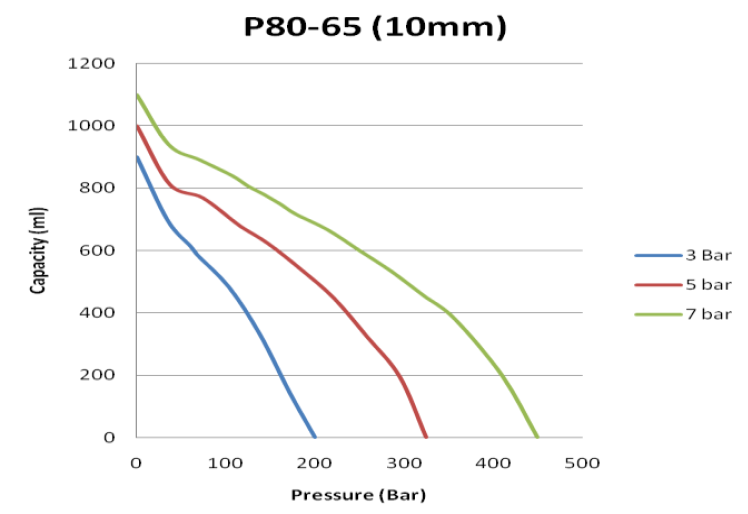 P80-65 (10mm)
1200
1000
800
600
400
200
0
Capacity (ml)
0 100 200 300 400 500
Pressure (Bar)
3 Bar
5 bar
7 bar